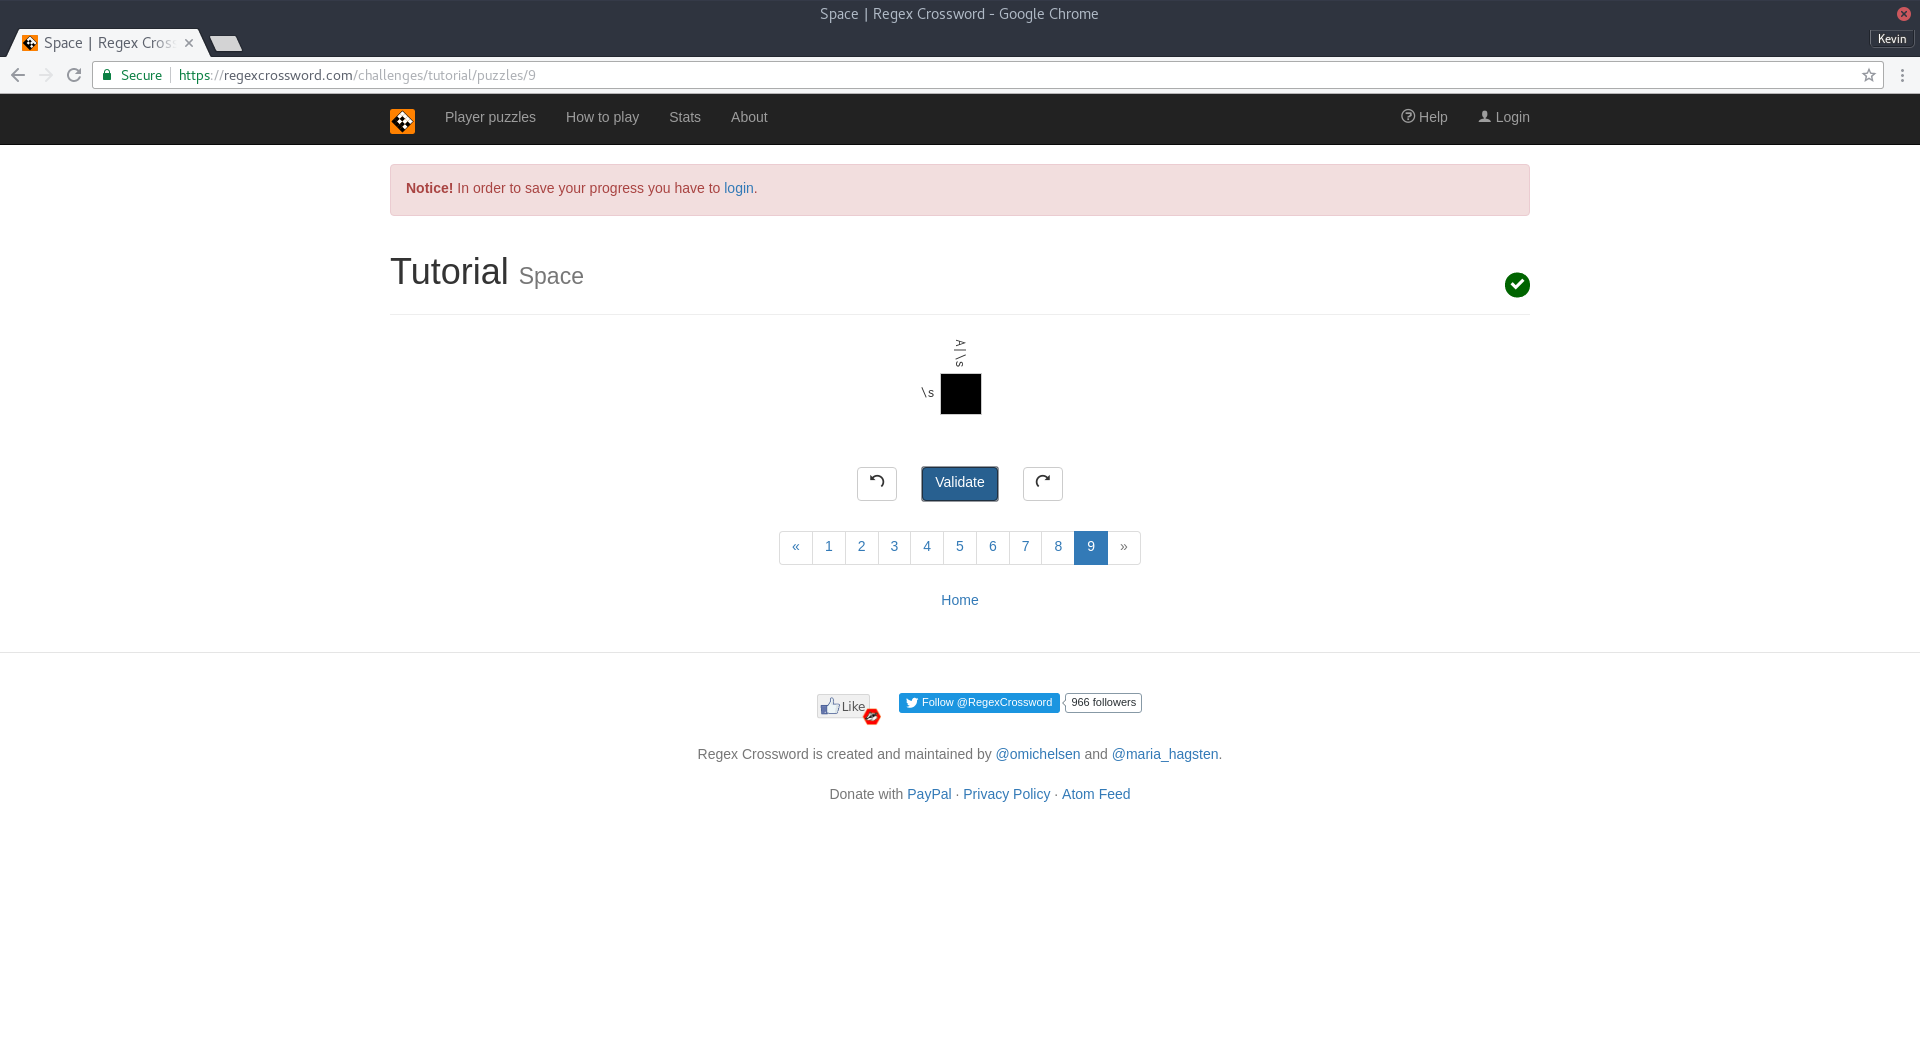 Space | Regex Crossword - Google Chrome
Space | Regex Cros
Kevin
Secure https://regexcrossword.com/challenges/tutorial/puzzles/9
Player puzzles How to play Stats About Help Login
Notice! In order to save your progress you have to login.
Tutorial Space
A|\s
\s
Validate
« 1 2 3 4 5 6 7 8 9 »
Home
Like Follow @RegexCrossword 966 followers
Regex Crossword is created and maintained by @omichelsen and @maria_hagsten.
Donate with PayPal · Privacy Policy · Atom Feed